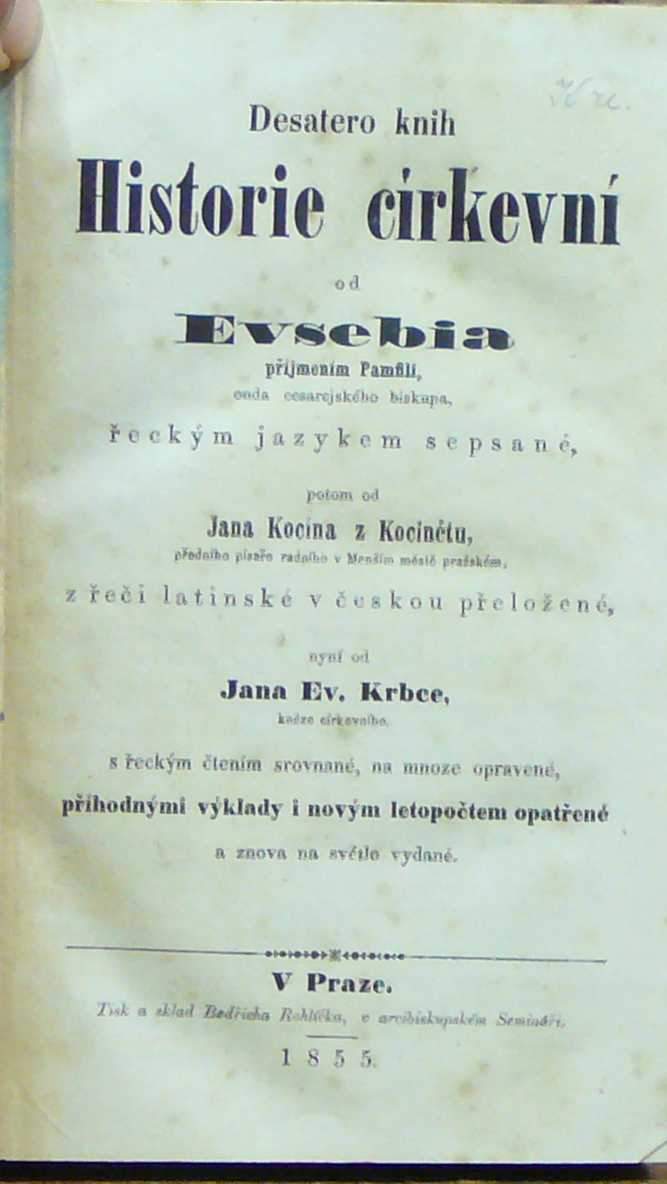 Desatero knih
Historie církevní
od
Evsebia
příjmením Pamfili,
onda cesarejského biskupa,
řeckým jazykem sepsané,
potom od
Jana Kocína z Kocinétu,
předního písaře radního v Menším městě pražském,
z řečí latinské v českou přeložené,
nyní od
Jana Ev. Krbce,
kněze církevního,
s řeckým čtením srovnané, na mnoze opravené,
příhodnými výklady i novým letopočtem opatřené
a znova na světlo vydané.
V Praze.
Tisk a sklad Bedřicha Rohlíčka, v arcibiskupském Semináři.
1855.